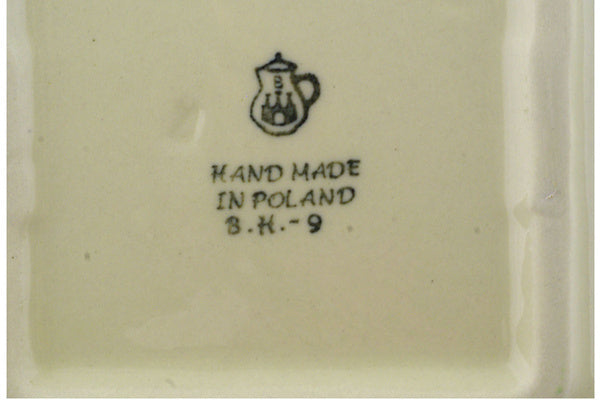 B
HAND MADE
IN POLAND
B.H.-9